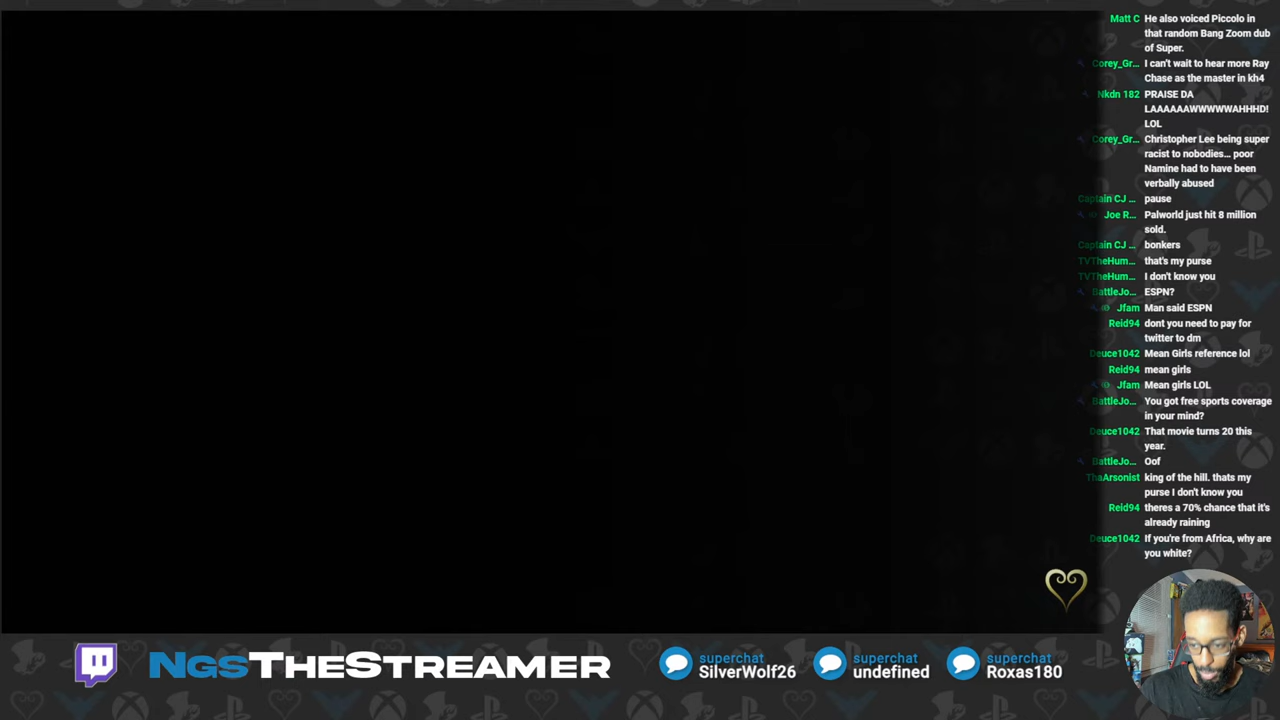 Matt C He also voiced Piccolo in
that random Bang Zoom dub
of Super.
Corey_Gr... I can't wait to hear more Ray
Chase as the master in kh4
Nkdn 182 PRAISE DA
LAAAAAAWWWWAHHHD!
LOL
Corey_Gr... Christopher Lee being super
racist to nobodies... poor
Namine had to have been
verbally abused
Captain CJ ... pause
Joe R... Palworld just hit 8 million
sold.
Captain CJ ... bonkers
TVTheHum... that's my purse
TVTheHum... I don't know you
BattleJo... ESPN?
Jfam Man said ESPN
Reid94 dont you need to pay for
twitter to dm
Deuce1042 Mean Girls reference lol
Reid94 mean girls
Jfam Mean girls LOL
BattleJo... You got free sports coverage
in your mind?
Deuce1042 That movie turns 20 this
year.
BattleJo... Oof
ThaArsonist king of the hill. thats my
purse I don't know you
Reid94 theres a 70% chance that it's
already raining
Deuce1042 If you're from Africa, why are
you white?
NGSTHESTREAMER
superchat
SilverWolf26
superchat
undefined
superchat
Roxas180